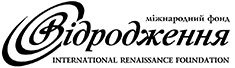 міжнародний фонд
Відродження
INTERNATIONAL RENAISSANCE FOUNDATION